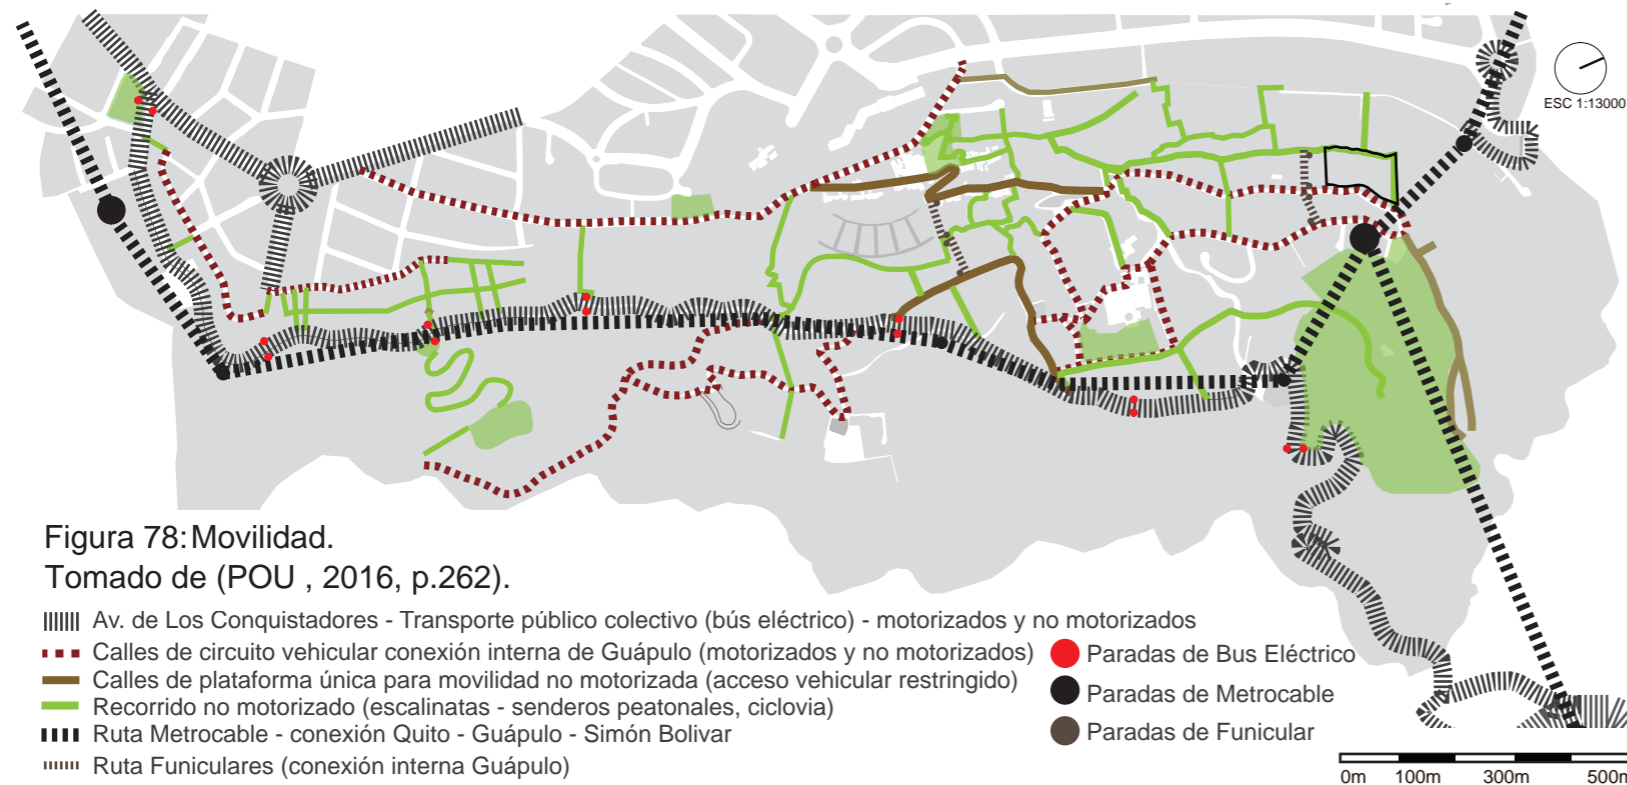 ESC 1:13000
Figura 78:Movilidad.
Tomado de (POU , 2016, p.262).
Av. de Los Conquistadores - Transporte público colectivo (bús eléctrico) - motorizados y no motorizados
Calles de circuito vehicular conexión interna de Guápulo (motorizados y no motorizados)
Calles de plataforma única para movilidad no motorizada (acceso vehicular restringido)
Recorrido no motorizado (escalinatas - senderos peatonales, ciclovia)
Ruta Metrocable - conexión Quito - Guápulo - Simón Bolivar
Ruta Funiculares (conexión interna Guápulo)
Paradas de Bus Eléctrico
Paradas de Metrocable
Paradas de Funicular
0m 100m 300m 500m